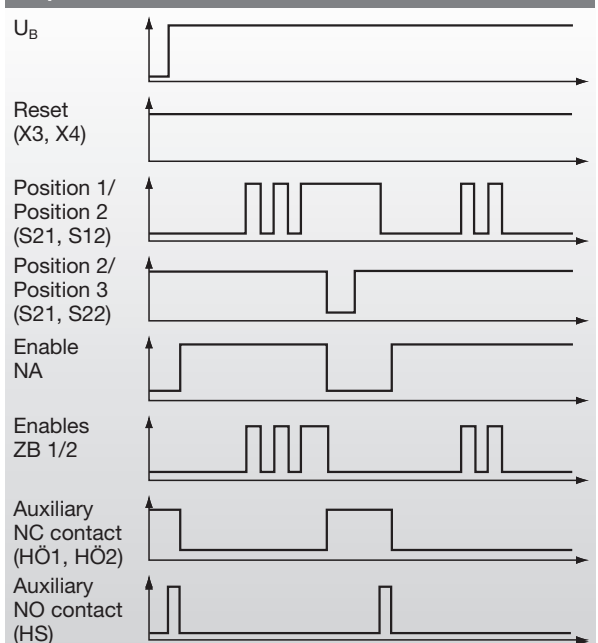 U_B
Reset
(X3, X4)
Position 1/
Position 2
(S21, S12)
Position 2/
Position 3
(S21, S22)
Enable
NA
Enables
ZB 1/2
Auxiliary
NC contact
(HÖ1, HÖ2)
Auxiliary
NO contact
(HS)